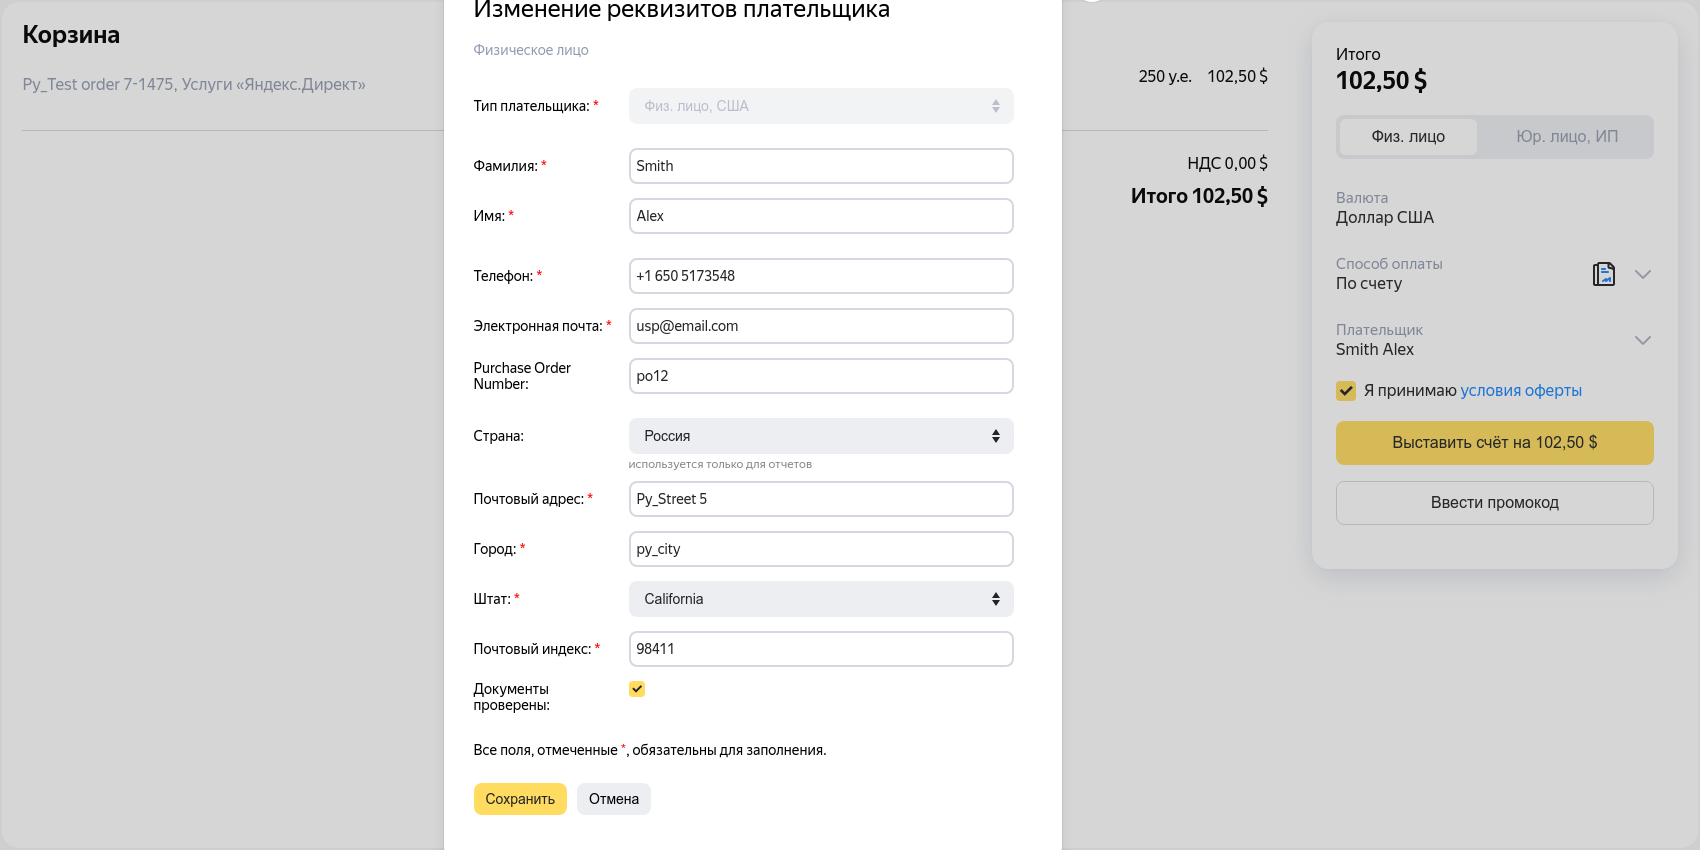 Корзина
Py_Test order 7-1475, Услуги «Яндекс.Директ»
250 у.е. 102,50 $
НДС 0,00 $
Итого 102,50 $
Изменение реквизитов плательщика
Физическое лицо
Тип плательщика: * Физ. лицо, США
Фамилия: * Smith
Имя: * Alex
Телефон: * +1 650 5173548
Электронная почта: * usp@email.com
Purchase Order
Number: po12
Страна: Россия
используется только для отчетов
Почтовый адрес: * Py_Street 5
Город: * py_city
Штат: * California
Почтовый индекс: * 98411
Документы
проверены:
Все поля, отмеченные *, обязательны для заполнения.
Сохранить Отмена
Итого
102,50 $
Физ. лицо Юр. лицо, ИП
Валюта
Доллар США
Способ оплаты
По счету
Плательщик
Smith Alex
Я принимаю условия оферты
Выставить счёт на 102,50 $
Ввести промокод